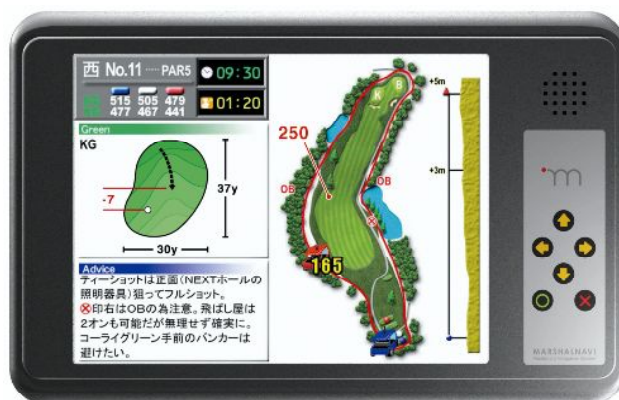 西 No.11 ····· PAR5
09:30
515 505 479
477 467 441
01:20
Green
KG
-7
37y
30y
Advice
ティーショットは正面(NEXTホールの
照明器具)狙ってフルショット。
⊗印右はOBの為注意。飛ばし屋は
2オンも可能だが無理せず確実に。
コーライグリーン手前のバンカーは
避けたい。
K
B
250
OB
OB
165
+5m
+3m
m
MARSHALNAVI